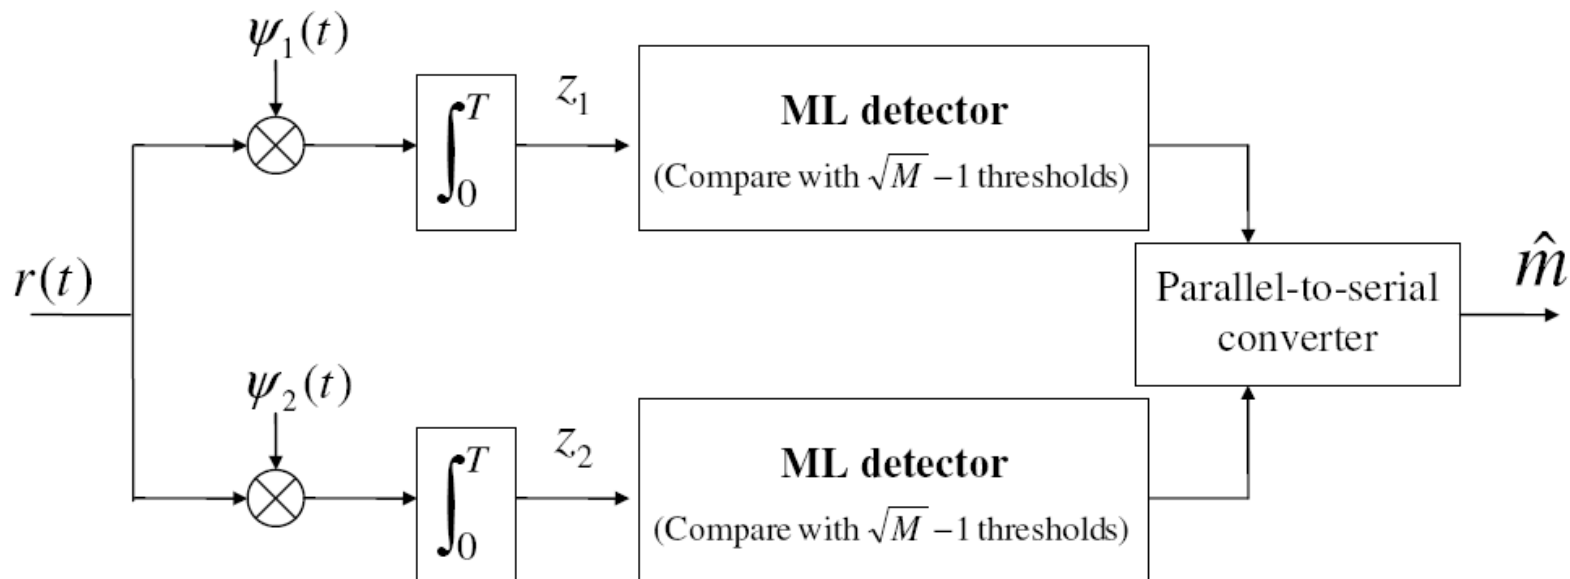 ψ₁(t)
∫₀ᵀ
z₁
ML detector
(Compare with √M −1 thresholds)
r(t)
Parallel-to-serial
converter
m̂
ψ₂(t)
∫₀ᵀ
z₂
ML detector
(Compare with √M −1 thresholds)